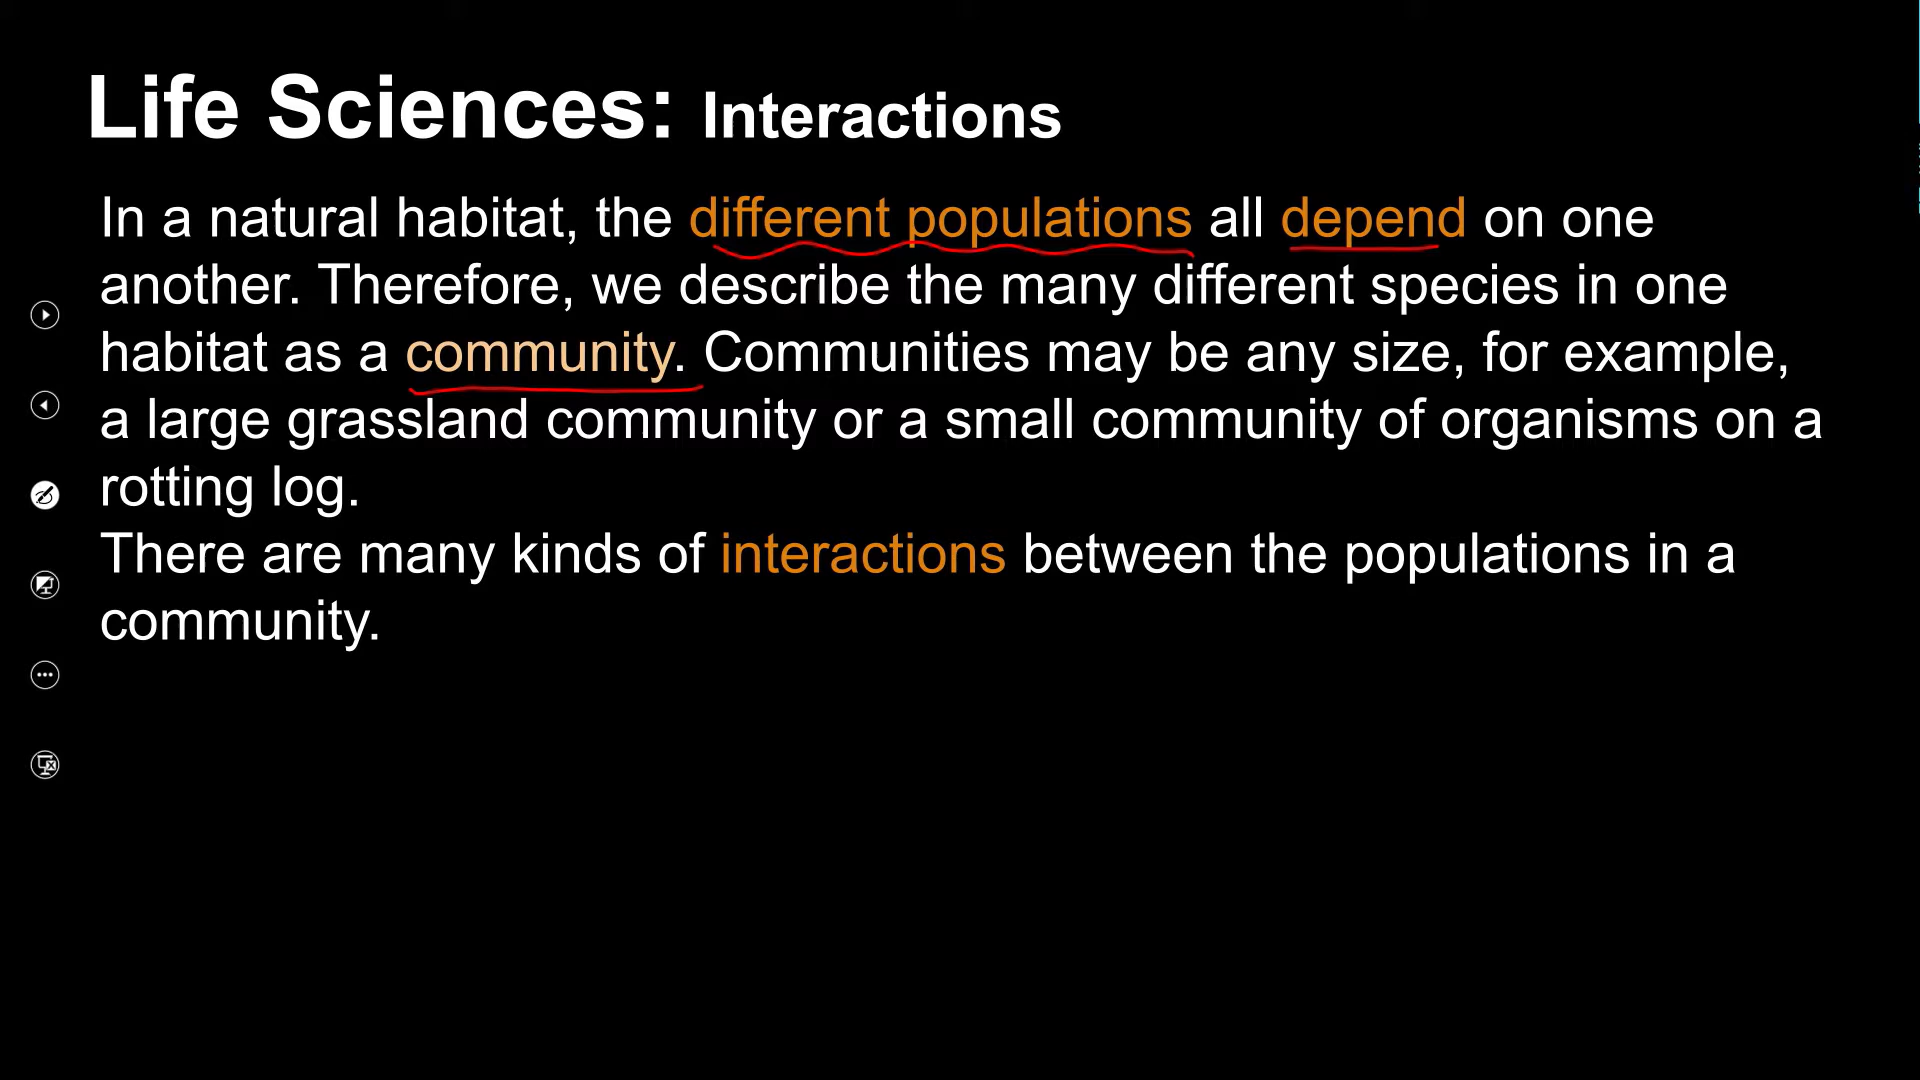 Life Sciences: Interactions
In a natural habitat, the different populations all depend on one
another. Therefore, we describe the many different species in one
habitat as a community. Communities may be any size, for example,
a large grassland community or a small community of organisms on a
rotting log.
There are many kinds of interactions between the populations in a
community.